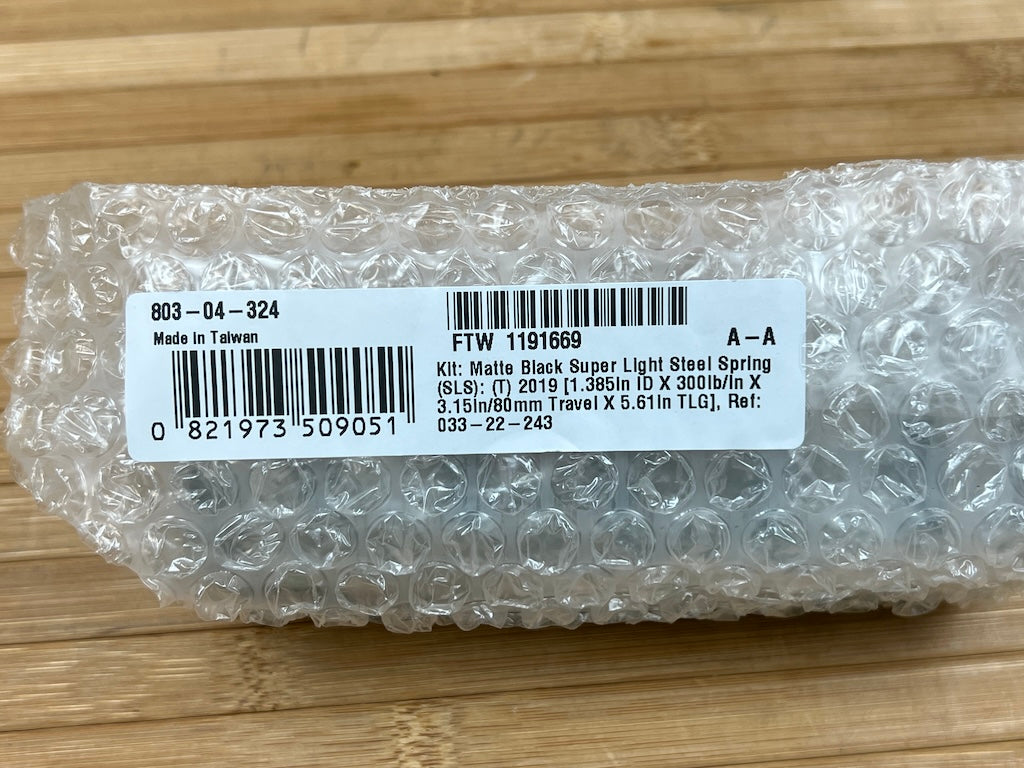 803-04-324
Made in Taiwan
0 821973 509051
FTW 1191669
A-A
Kit: Matte Black Super Light Steel Spring
(SLS): (T) 2019 [1.385in ID X 300lb/in X
3.15in/80mm Travel X 5.61in TLG], Ref:
033-22-243